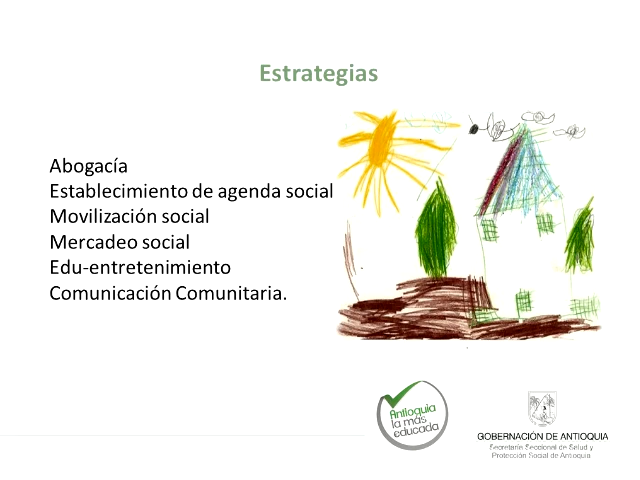 Estrategias
Abogacía
Establecimiento de agenda social
Movilización social
Mercadeo social
Edu-entretenimiento
Comunicación Comunitaria.
Antioquia
la más
educada
GOBERNACIÓN DE ANTIOQUIA
Secretaría Seccional de Salud y
Protección Social de Antioquia